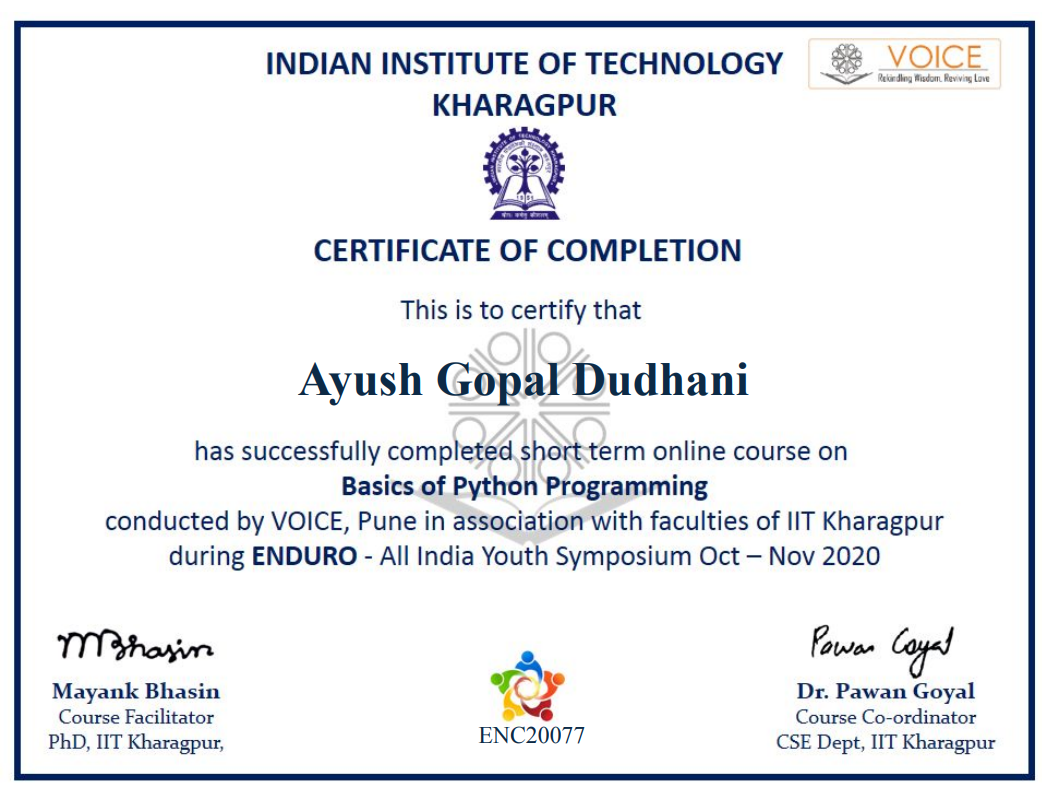 INDIAN INSTITUTE OF TECHNOLOGY
KHARAGPUR
VOICE
Rekindling Wisdom, Reviving Love
1951
योगः कर्मसु कौशलम्
CERTIFICATE OF COMPLETION
This is to certify that
Ayush Gopal Dudhani
has successfully completed short term online course on
Basics of Python Programming
conducted by VOICE, Pune in association with faculties of IIT Kharagpur
during ENDURO - All India Youth Symposium Oct – Nov 2020
MBhasin
Mayank Bhasin
Course Facilitator
PhD, IIT Kharagpur,
ENC20077
Pawan Goyal
Dr. Pawan Goyal
Course Co-ordinator
CSE Dept, IIT Kharagpur